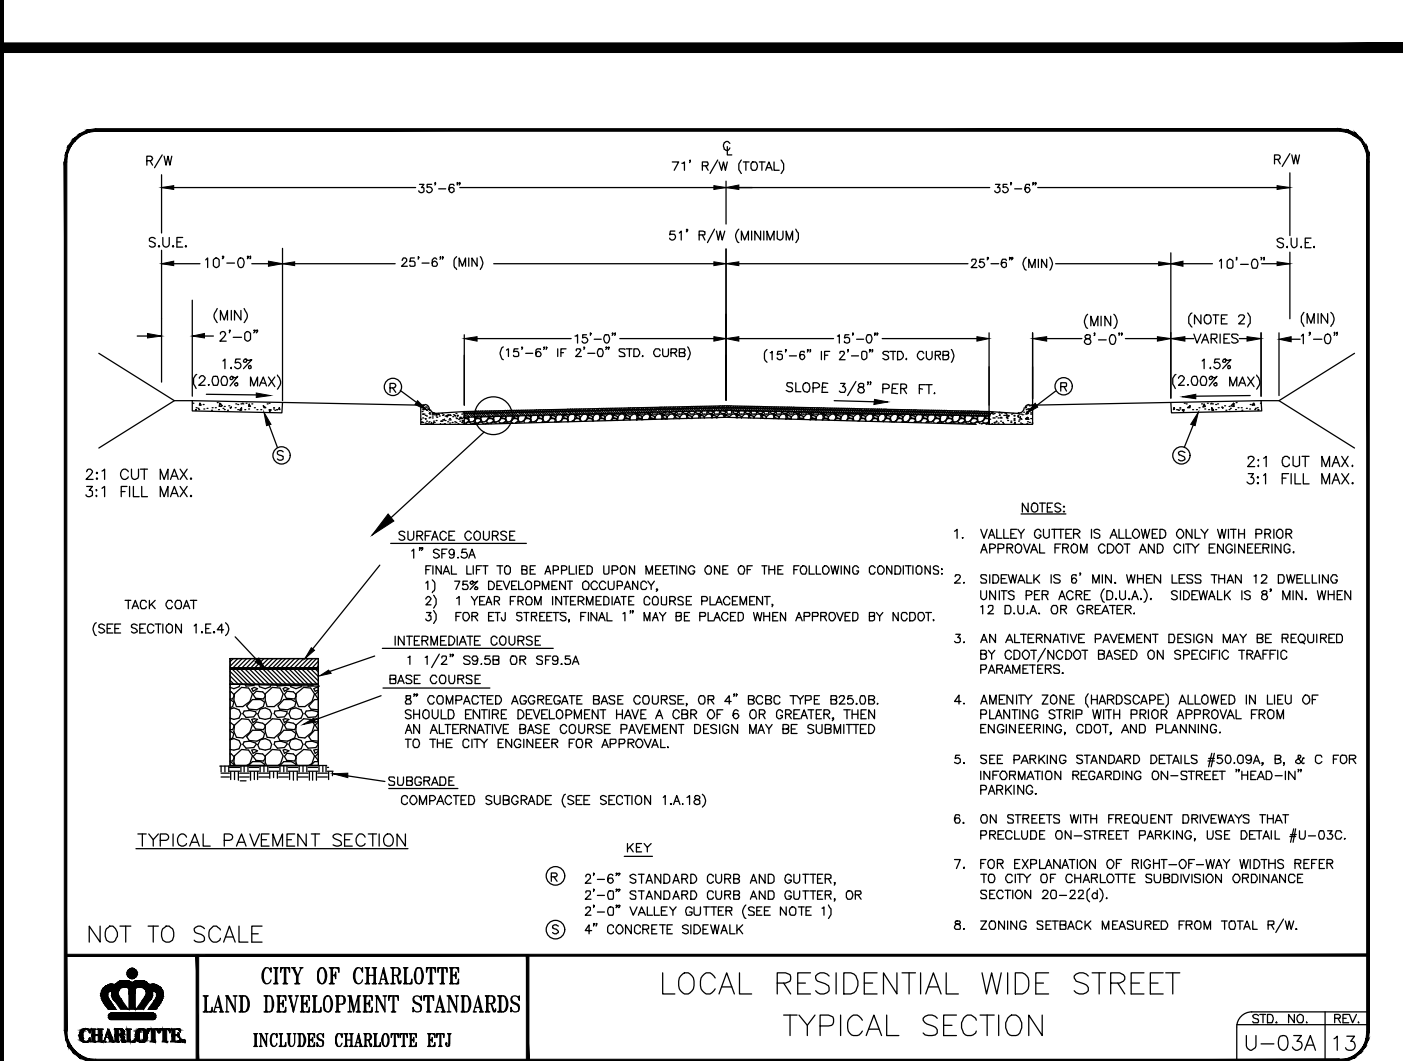 ℄
R/W 71' R/W (TOTAL) R/W
35'-6" 35'-6"
51' R/W (MINIMUM)
S.U.E. S.U.E.
10'-0" 25'-6" (MIN) 25'-6" (MIN) 10'-0"
(MIN) (MIN) (NOTE 2) (MIN)
2'-0" 15'-0" 15'-0" 8'-0" VARIES 1'-0"
(15'-6" IF 2'-0" STD. CURB) (15'-6" IF 2'-0" STD. CURB)
1.5% 1.5%
(2.00% MAX) R SLOPE 3/8" PER FT. R (2.00% MAX)
S S
2:1 CUT MAX.
3:1 FILL MAX.
2:1 CUT MAX.
3:1 FILL MAX.
SURFACE COURSE
1" SF9.5A
FINAL LIFT TO BE APPLIED UPON MEETING ONE OF THE FOLLOWING CONDITIONS:
1) 75% DEVELOPMENT OCCUPANCY,
2) 1 YEAR FROM INTERMEDIATE COURSE PLACEMENT,
3) FOR ETJ STREETS, FINAL 1" MAY BE PLACED WHEN APPROVED BY NCDOT.
TACK COAT
(SEE SECTION 1.E.4)
INTERMEDIATE COURSE
1 1/2" S9.5B OR SF9.5A
BASE COURSE
8" COMPACTED AGGREGATE BASE COURSE, OR 4" BCBC TYPE B25.0B.
SHOULD ENTIRE DEVELOPMENT HAVE A CBR OF 6 OR GREATER, THEN
AN ALTERNATIVE BASE COURSE PAVEMENT DESIGN MAY BE SUBMITTED
TO THE CITY ENGINEER FOR APPROVAL.
SUBGRADE
COMPACTED SUBGRADE (SEE SECTION 1.A.18)
TYPICAL PAVEMENT SECTION
KEY
R 2'-6" STANDARD CURB AND GUTTER,
2'-0" STANDARD CURB AND GUTTER, OR
2'-0" VALLEY GUTTER (SEE NOTE 1)
S 4" CONCRETE SIDEWALK
NOTES:
1. VALLEY GUTTER IS ALLOWED ONLY WITH PRIOR
APPROVAL FROM CDOT AND CITY ENGINEERING.
2. SIDEWALK IS 6' MIN. WHEN LESS THAN 12 DWELLING
UNITS PER ACRE (D.U.A.). SIDEWALK IS 8' MIN. WHEN
12 D.U.A. OR GREATER.
3. AN ALTERNATIVE PAVEMENT DESIGN MAY BE REQUIRED
BY CDOT/NCDOT BASED ON SPECIFIC TRAFFIC
PARAMETERS.
4. AMENITY ZONE (HARDSCAPE) ALLOWED IN LIEU OF
PLANTING STRIP WITH PRIOR APPROVAL FROM
ENGINEERING, CDOT, AND PLANNING.
5. SEE PARKING STANDARD DETAILS #50.09A, B, & C FOR
INFORMATION REGARDING ON-STREET "HEAD-IN"
PARKING.
6. ON STREETS WITH FREQUENT DRIVEWAYS THAT
PRECLUDE ON-STREET PARKING, USE DETAIL #U-03C.
7. FOR EXPLANATION OF RIGHT-OF-WAY WIDTHS REFER
TO CITY OF CHARLOTTE SUBDIVISION ORDINANCE
SECTION 20-22(d).
8. ZONING SETBACK MEASURED FROM TOTAL R/W.
NOT TO SCALE
CHARLOTTE.
CITY OF CHARLOTTE
LAND DEVELOPMENT STANDARDS
INCLUDES CHARLOTTE ETJ
LOCAL RESIDENTIAL WIDE STREET
TYPICAL SECTION
STD. NO. REV.
U-03A 13